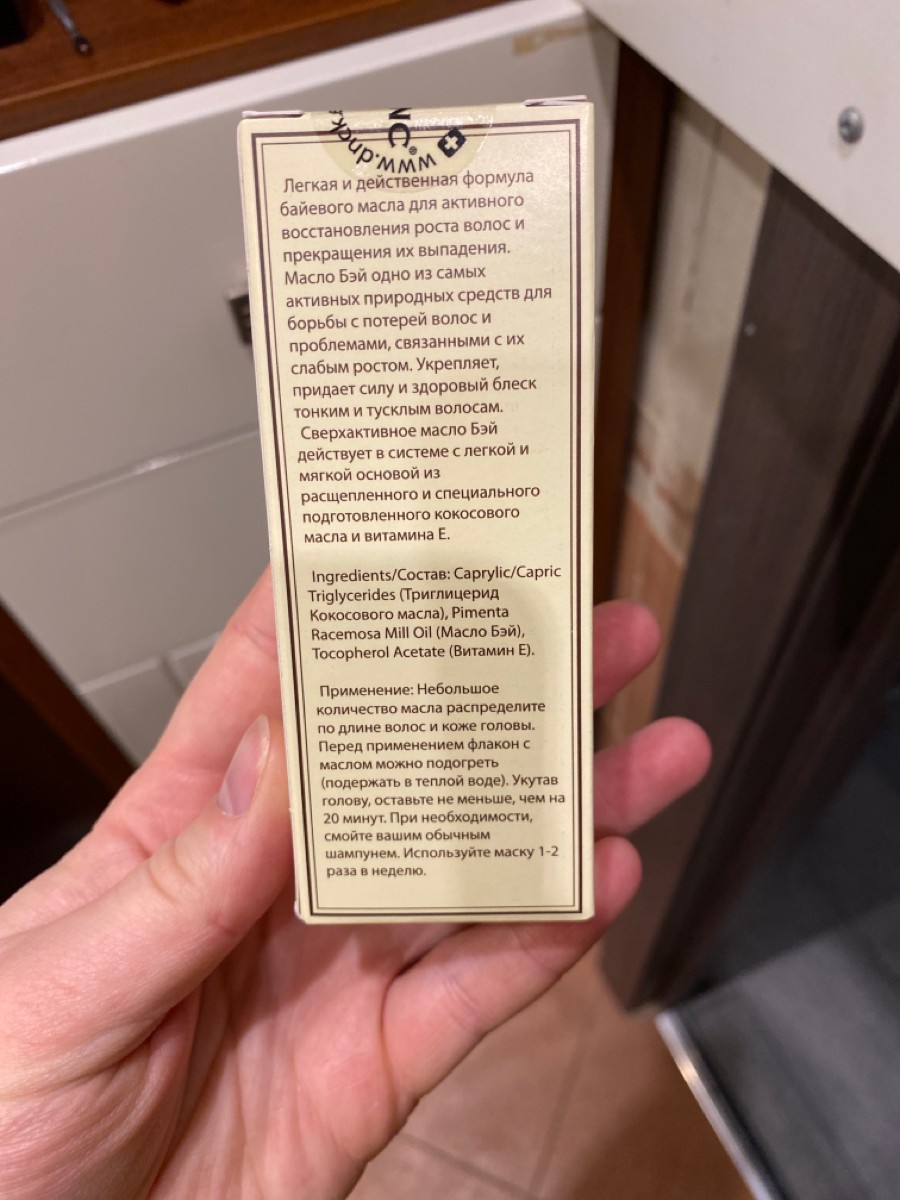 NC®
www.dnck
Легкая и действенная формула
байевого масла для активного
восстановления роста волос и
прекращения их выпадения.
Масло Бэй одно из самых
активных природных средств для
борьбы с потерей волос и
проблемами, связанными с их
слабым ростом. Укрепляет,
придает силу и здоровый блеск
тонким и тусклым волосам.
Сверхактивное масло Бэй
действует в системе с легкой и
мягкой основой из
расщепленного и специального
подготовленного кокосового
масла и витамина Е.
Ingredients/Состав: Caprylic/Capric
Triglycerides (Триглицерид
Кокосового масла), Pimenta
Racemosa Mill Oil (Масло Бэй),
Tocopherol Acetate (Витамин Е).
Применение: Небольшое
количество масла распределите
по длине волос и коже головы.
Перед применением флакон с
маслом можно подогреть
(подержать в теплой воде). Укутав
голову, оставьте не меньше, чем на
20 минут. При необходимости,
смойте вашим обычным
шампунем. Используйте маску 1-2
раза в неделю.